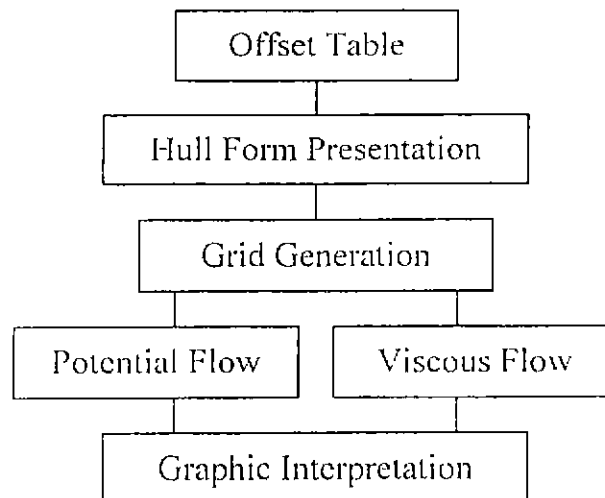 Offset Table
Hull Form Presentation
Grid Generation
Potential Flow
Viscous Flow
Graphic Interpretation